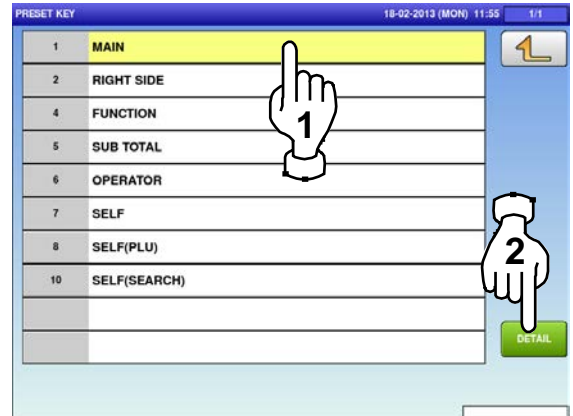 PRESET KEY 18-02-2013 (MON) 11:55 1/1
1 MAIN
2 RIGHT SIDE
4 FUNCTION
5 SUB TOTAL
6 OPERATOR
7 SELF
8 SELF(PLU)
10 SELF(SEARCH)
1
2
DETAIL